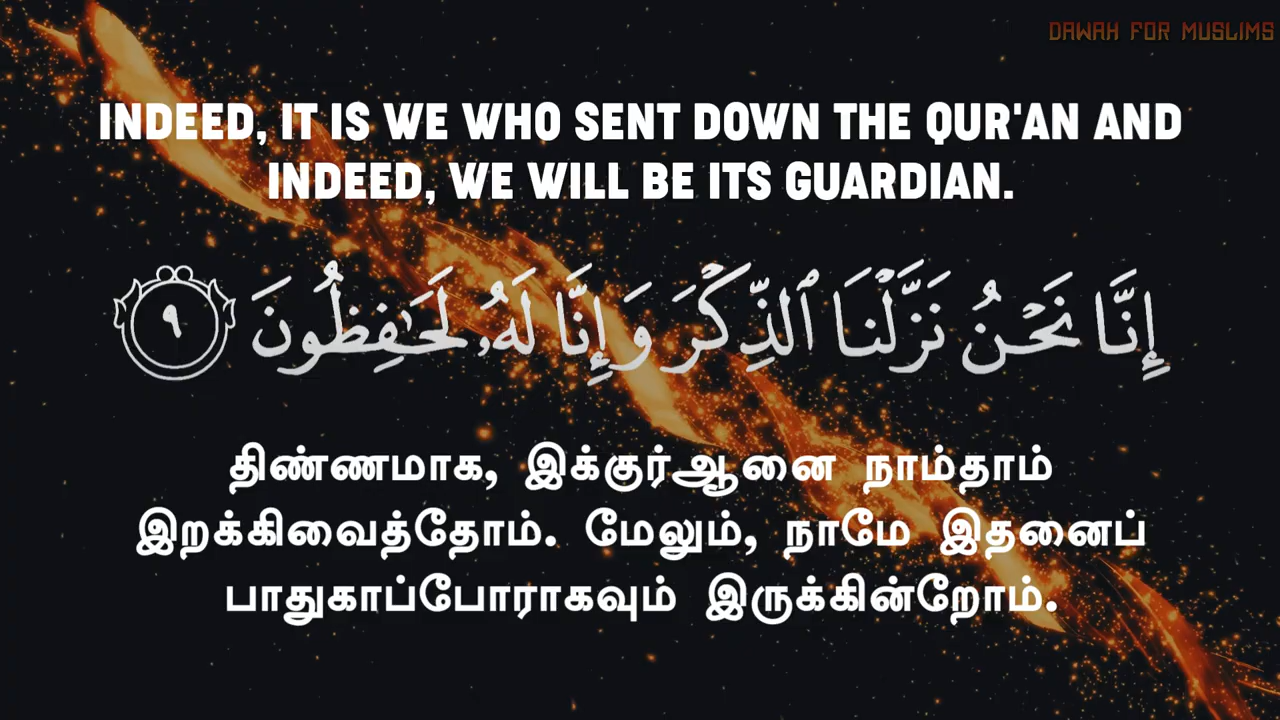 DAWAH FOR MUSLIMS
INDEED, IT IS WE WHO SENT DOWN THE QUR'AN AND
INDEED, WE WILL BE ITS GUARDIAN.
إِنَّا نَحْنُ نَزَّلْنَا ٱلذِّكْرَ وَإِنَّا لَهُۥ لَحَـٰفِظُونَ ٩
திண்ணமாக, இக்குர்ஆனை நாம்தாம்
இறக்கிவைத்தோம். மேலும், நாமே இதனைப்
பாதுகாப்போராகவும் இருக்கின்றோம்.